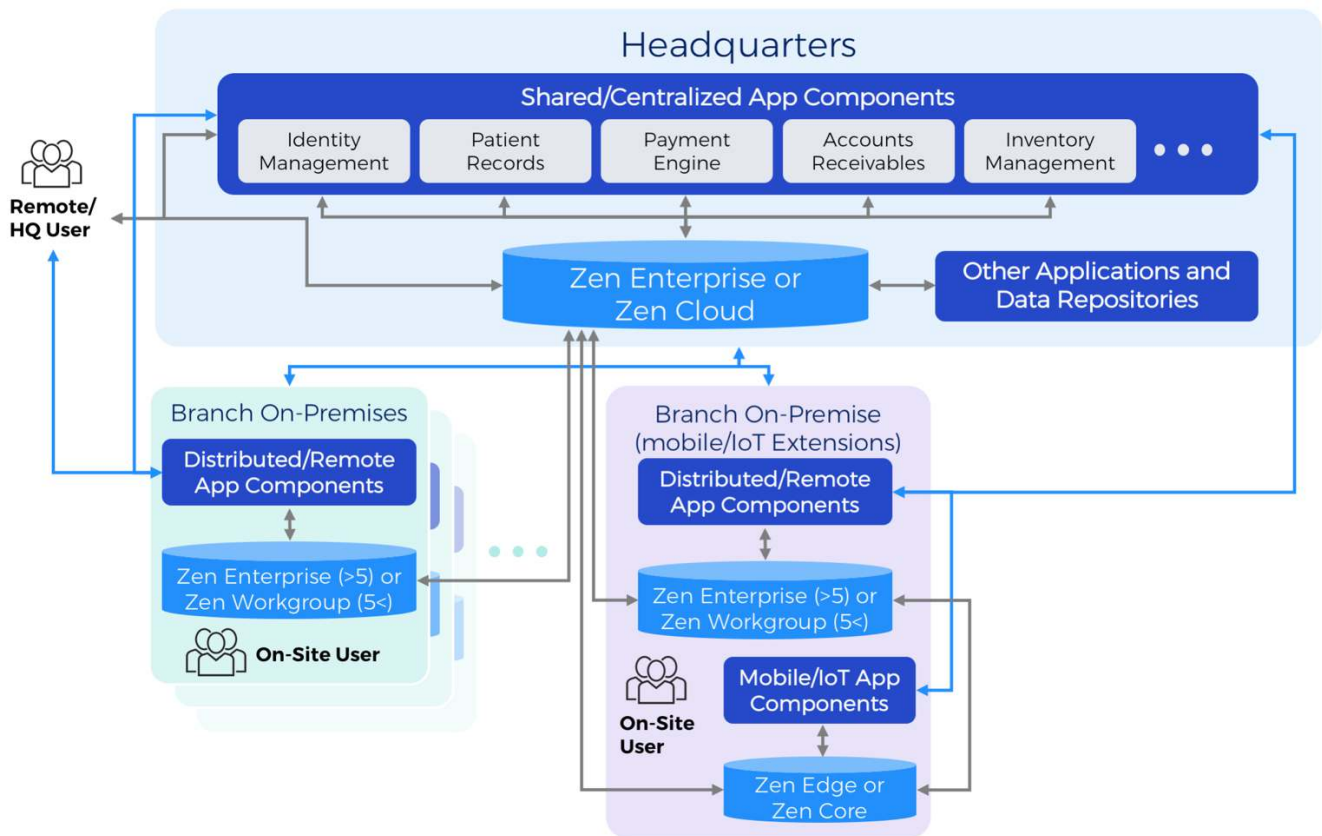 Headquarters
Shared/Centralized App Components
Identity
Management
Patient
Records
Payment
Engine
Accounts
Receivables
Inventory
Management
Remote/
HQ User
Zen Enterprise or
Zen Cloud
Other Applications and
Data Repositories
Branch On-Premises
Distributed/Remote
App Components
Zen Enterprise (>5) or
Zen Workgroup (5<)
On-Site User
Branch On-Premise
(mobile/IoT Extensions)
Distributed/Remote
App Components
Zen Enterprise (>5) or
Zen Workgroup (5<)
On-Site
User
Mobile/IoT App
Components
Zen Edge or
Zen Core